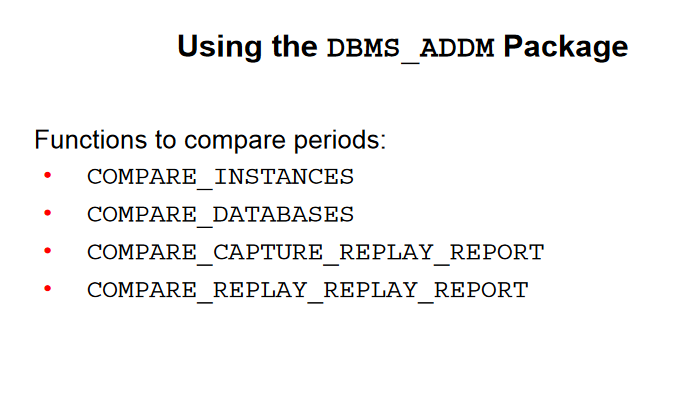 Using the DBMS_ADDM Package
Functions to compare periods:
• COMPARE_INSTANCES
• COMPARE_DATABASES
• COMPARE_CAPTURE_REPLAY_REPORT
• COMPARE_REPLAY_REPLAY_REPORT